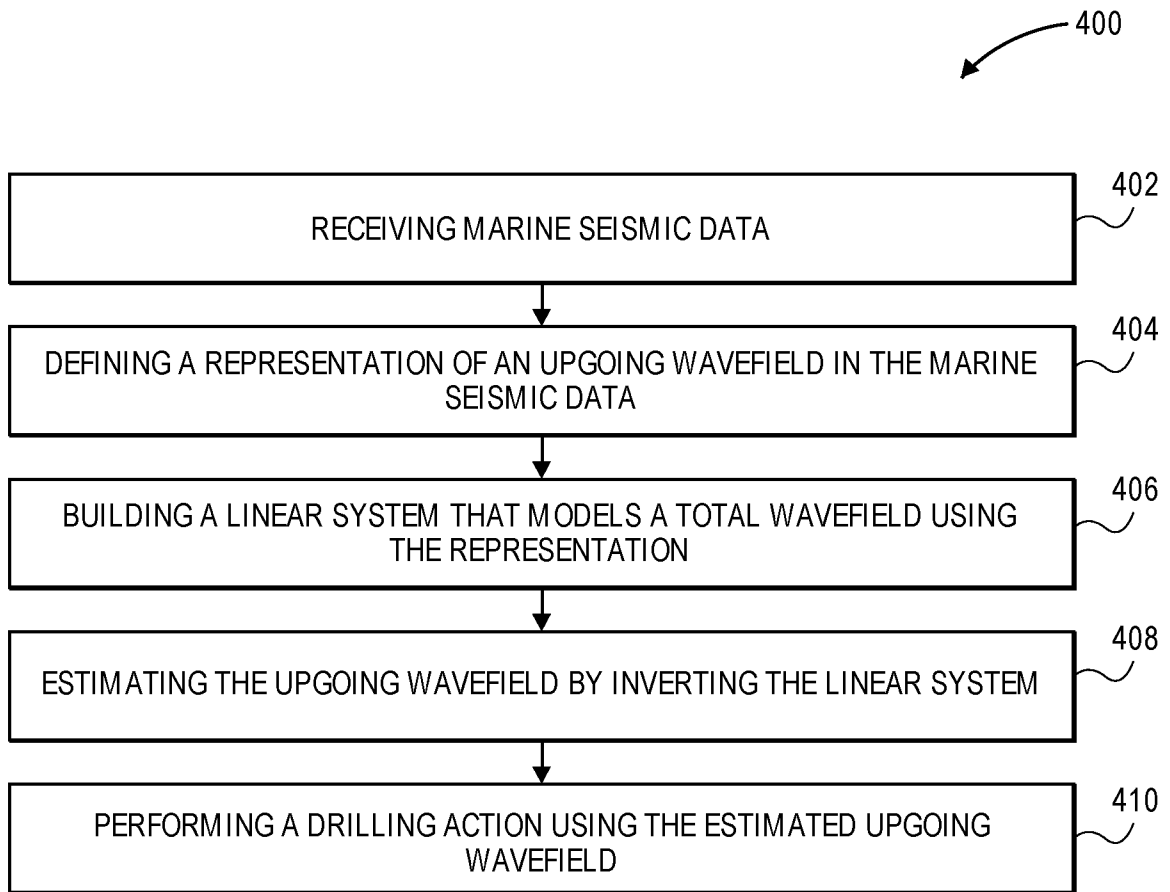 400
402
RECEIVING MARINE SEISMIC DATA
404
DEFINING A REPRESENTATION OF AN UPGOING WAVEFIELD IN THE MARINE
SEISMIC DATA
406
BUILDING A LINEAR SYSTEM THAT MODELS A TOTAL WAVEFIELD USING
THE REPRESENTATION
408
ESTIMATING THE UPGOING WAVEFIELD BY INVERTING THE LINEAR SYSTEM
410
PERFORMING A DRILLING ACTION USING THE ESTIMATED UPGOING
WAVEFIELD